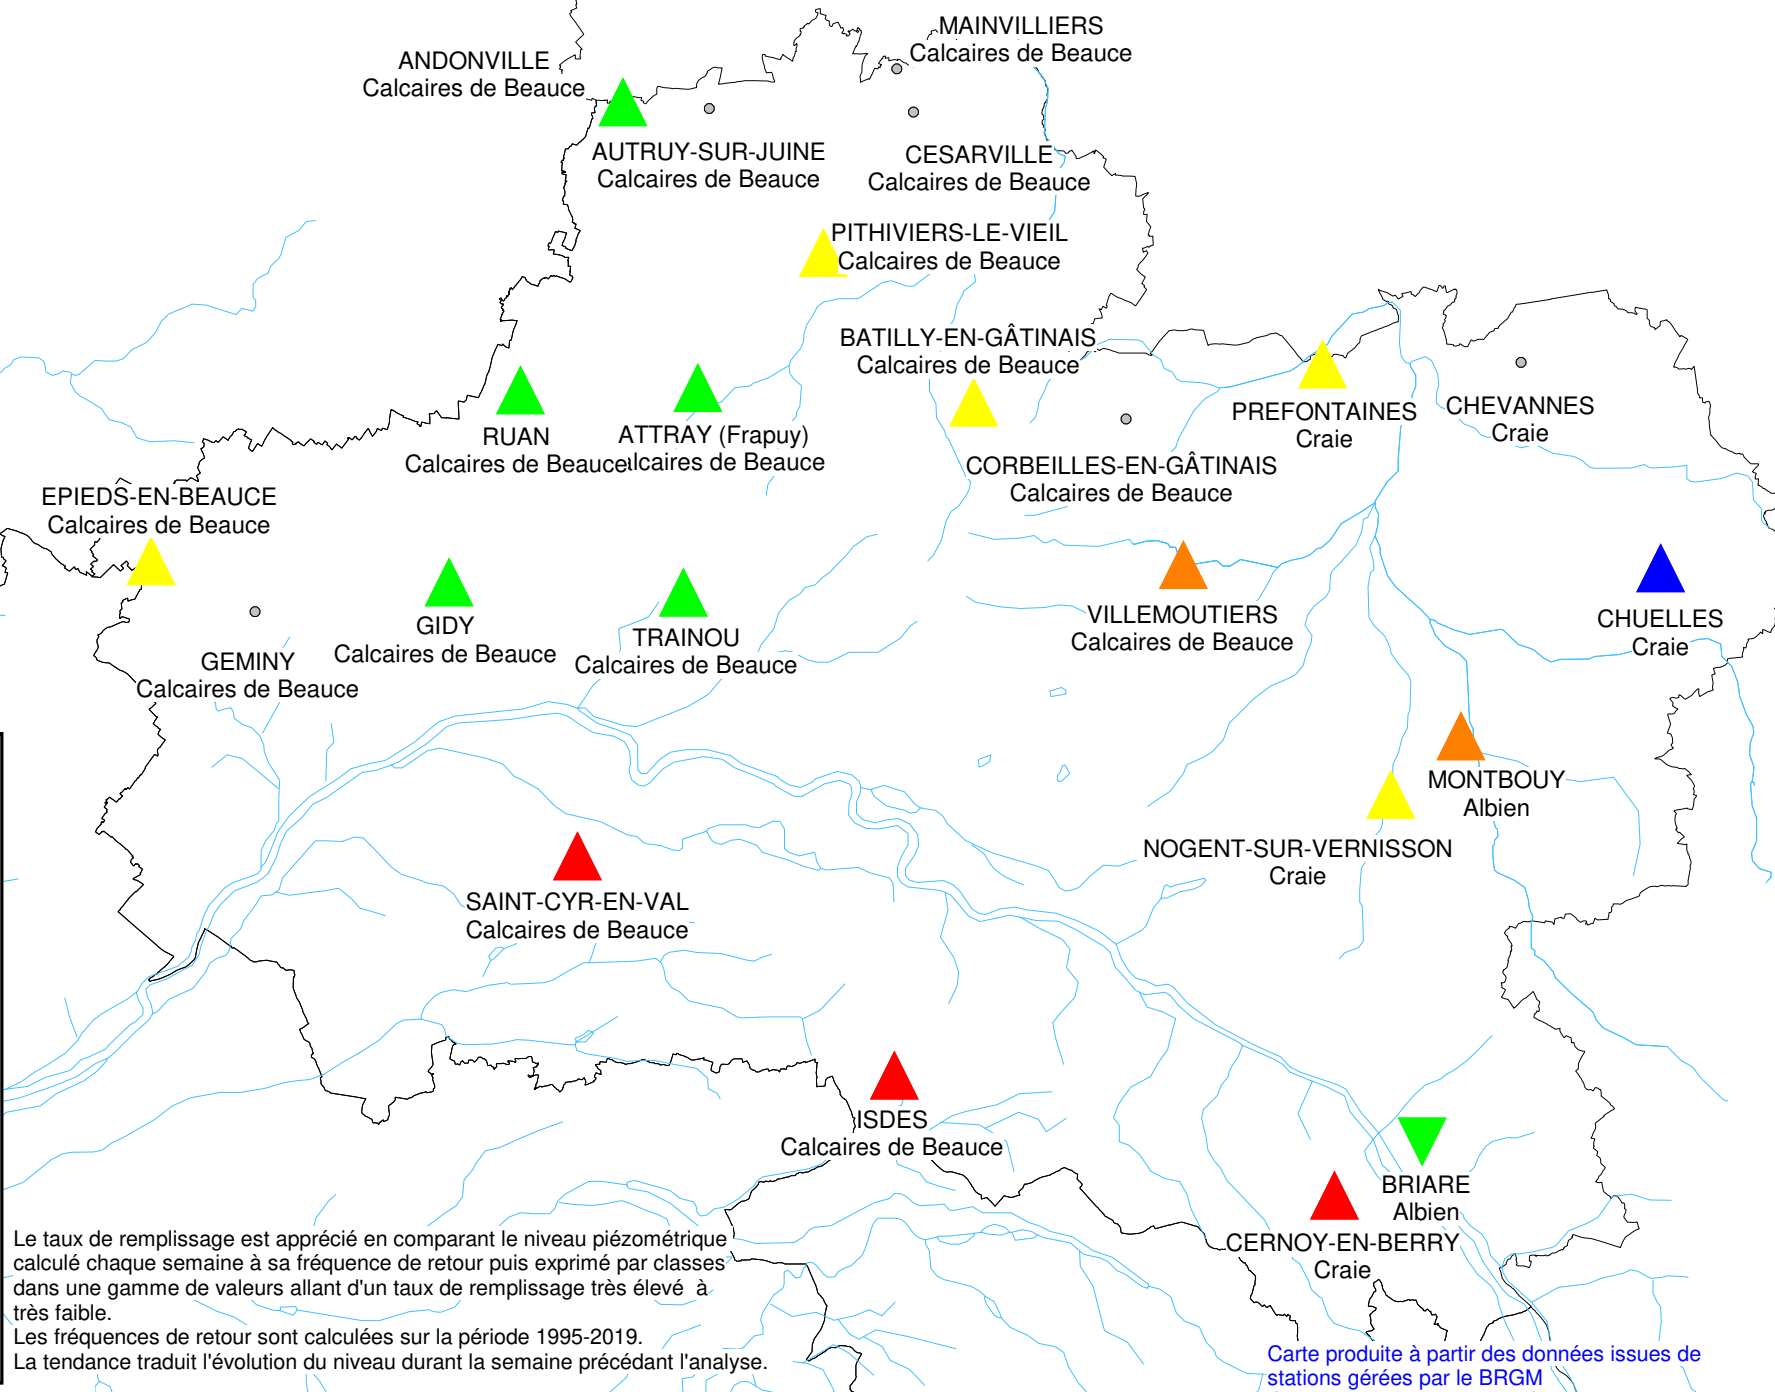 MAINVILLIERS
Calcaires de Beauce
ANDONVILLE
Calcaires de Beauce
AUTRUY-SUR-JUINE
Calcaires de Beauce
CESARVILLE
Calcaires de Beauce
PITHIVIERS-LE-VIEIL
Calcaires de Beauce
BATILLY-EN-GÂTINAIS
Calcaires de Beauce
PREFONTAINES
Craie
CHEVANNES
Craie
RUAN
Calcaires de Beauce
ATTRAY (Frapuy)
alcaires de Beauce
CORBEILLES-EN-GÂTINAIS
Calcaires de Beauce
EPIEDS-EN-BEAUCE
Calcaires de Beauce
GIDY
Calcaires de Beauce
TRAINOU
Calcaires de Beauce
VILLEMOUTIERS
Calcaires de Beauce
CHUELLES
Craie
GEMINY
Calcaires de Beauce
MONTBOUY
Albien
NOGENT-SUR-VERNISSON
Craie
SAINT-CYR-EN-VAL
Calcaires de Beauce
ISDES
Calcaires de Beauce
BRIARE
Albien
CERNOY-EN-BERRY
Craie
Le taux de remplissage est apprécié en comparant le niveau piézométrique
calculé chaque semaine à sa fréquence de retour puis exprimé par classes
dans une gamme de valeurs allant d'un taux de remplissage très élevé à
très faible.
Les fréquences de retour sont calculées sur la période 1995-2019.
La tendance traduit l'évolution du niveau durant la semaine précédant l'analyse.
Carte produite à partir des données issues de
stations gérées par le BRGM